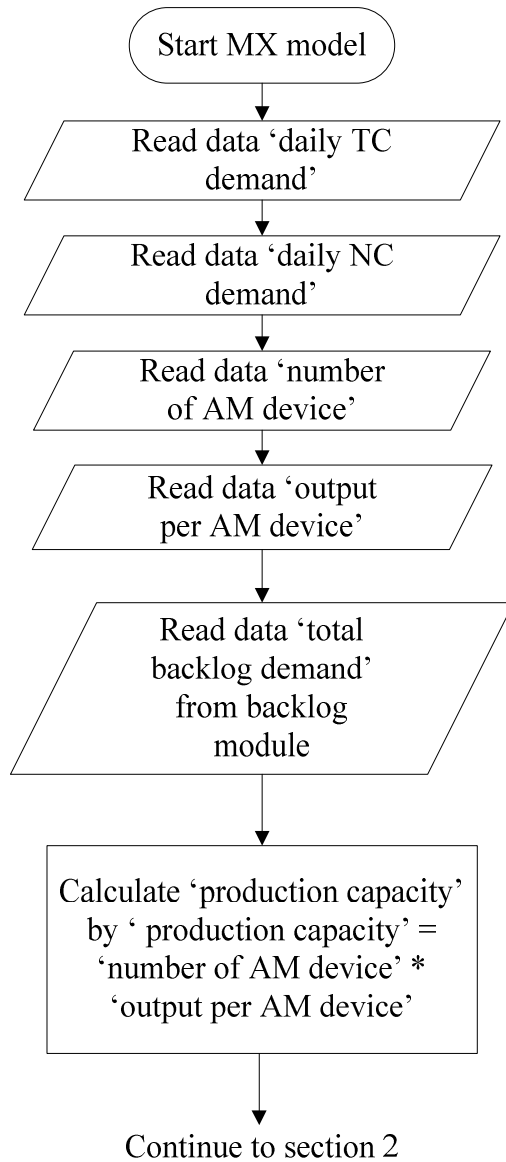 Start MX model
Read data ‘daily TC
demand’
Read data ‘daily NC
demand’
Read data ‘number
of AM device’
Read data ‘output
per AM device’
Read data ‘total
backlog demand’
from backlog
module
Calculate ‘production capacity’
by ‘ production capacity’ =
‘number of AM device’ *
‘output per AM device’
Continue to section 2